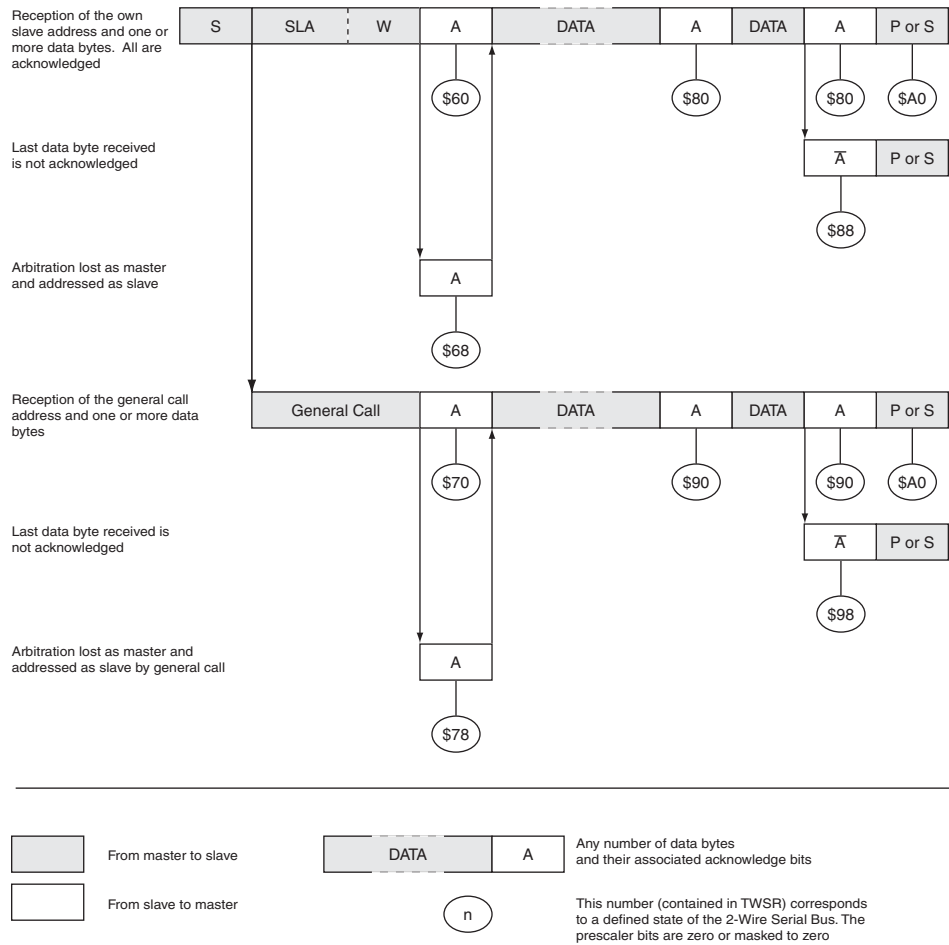 Reception of the own
slave address and one or
more data bytes. All are
acknowledged
S SLA W A DATA A DATA A P or S
$60 $80 $80 $A0
Last data byte received
is not acknowledged
A̅ P or S
$88
Arbitration lost as master
and addressed as slave
A
$68
Reception of the general call
address and one or more data
bytes
General Call A DATA A DATA A P or S
$70 $90 $90 $A0
Last data byte received is
not acknowledged
A̅ P or S
$98
Arbitration lost as master and
addressed as slave by general call
A
$78
From master to slave
DATA A
Any number of data bytes
and their associated acknowledge bits
From slave to master
n
This number (contained in TWSR) corresponds
to a defined state of the 2-Wire Serial Bus. The
prescaler bits are zero or masked to zero